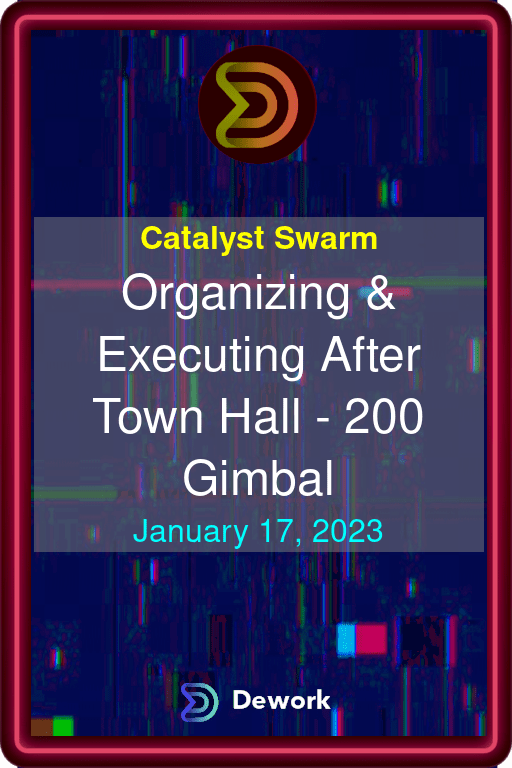 Catalyst Swarm
Organizing &
Executing After
Town Hall - 200
Gimbal
January 17, 2023
Dework